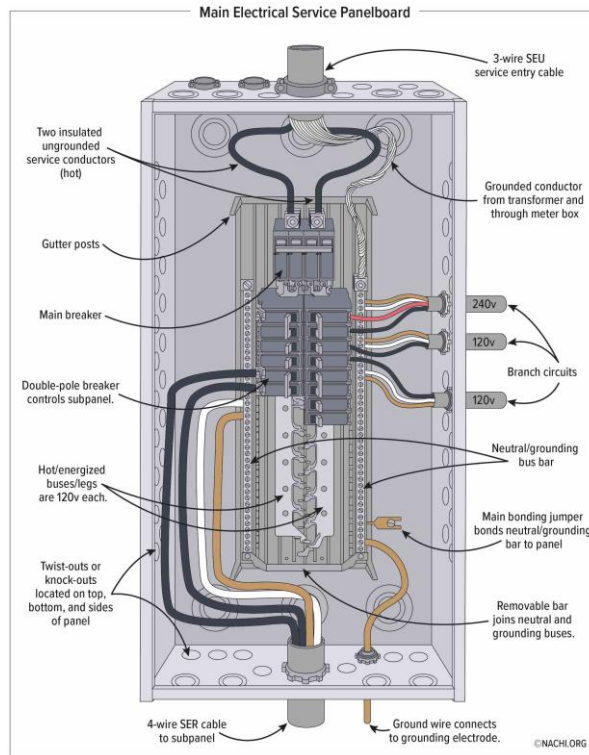 Main Electrical Service Panelboard
3-wire SEU
service entry cable
Two insulated
ungrounded
service conductors
(hot)
Grounded conductor
from transformer and
through meter box
Gutter posts
Main breaker
240v
120v
Branch circuits
120v
Double-pole breaker
controls subpanel.
Neutral/grounding
bus bar
Hot/energized
buses/legs
are 120v each.
Main bonding jumper
bonds neutral/grounding
bar to panel
Twist-outs or
knock-outs
located on top,
bottom, and sides
of panel
Removable bar
joins neutral and
grounding buses.
4-wire SER cable
to subpanel
Ground wire connects
to grounding electrode.
©NACHI.ORG